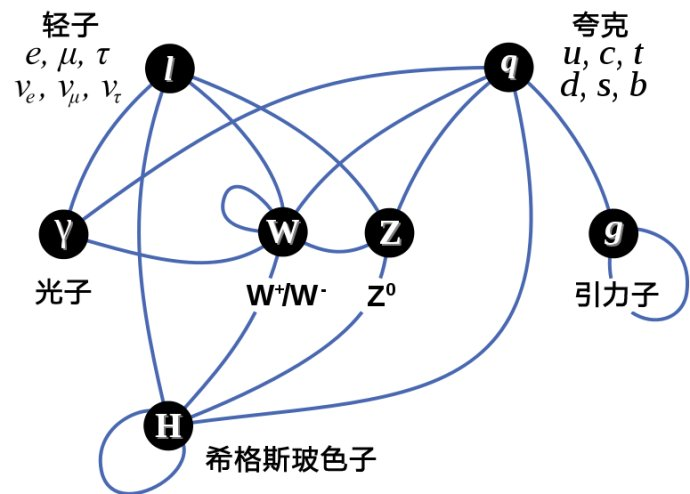 轻子
e, μ, τ
νe, νμ, ντ
l
夸克
u, c, t
d, s, b
q
γ
光子
W
W+/W-
Z
Z0
g
引力子
H
希格斯玻色子